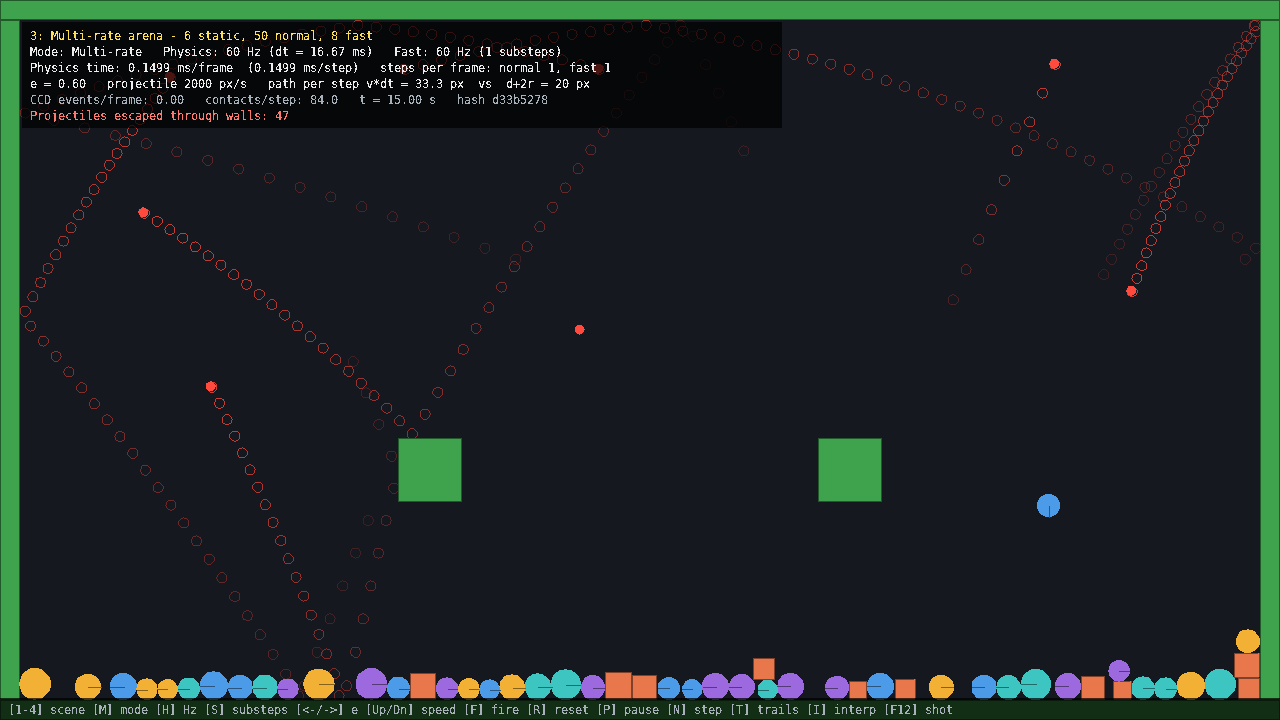 3: Multi-rate arena - 6 static, 50 normal, 8 fast
Mode: Multi-rate   Physics: 60 Hz (dt = 16.67 ms)   Fast: 60 Hz (1 substeps)
Physics time: 0.1499 ms/frame  (0.1499 ms/step)   steps per frame: normal 1, fast 1
e = 0.60   projectile 2000 px/s   path per step v*dt = 33.3 px  vs  d+2r = 20 px
CCD events/frame: 0.00   contacts/step: 84.0   t = 15.00 s   hash d33b5278
Projectiles escaped through walls: 47
[1-4] scene [M] mode [H] Hz [S] substeps [</->] e [Up/Dn] speed [F] fire [R] reset [P] pause [N] step [T] trails [I] interp [F12] shot